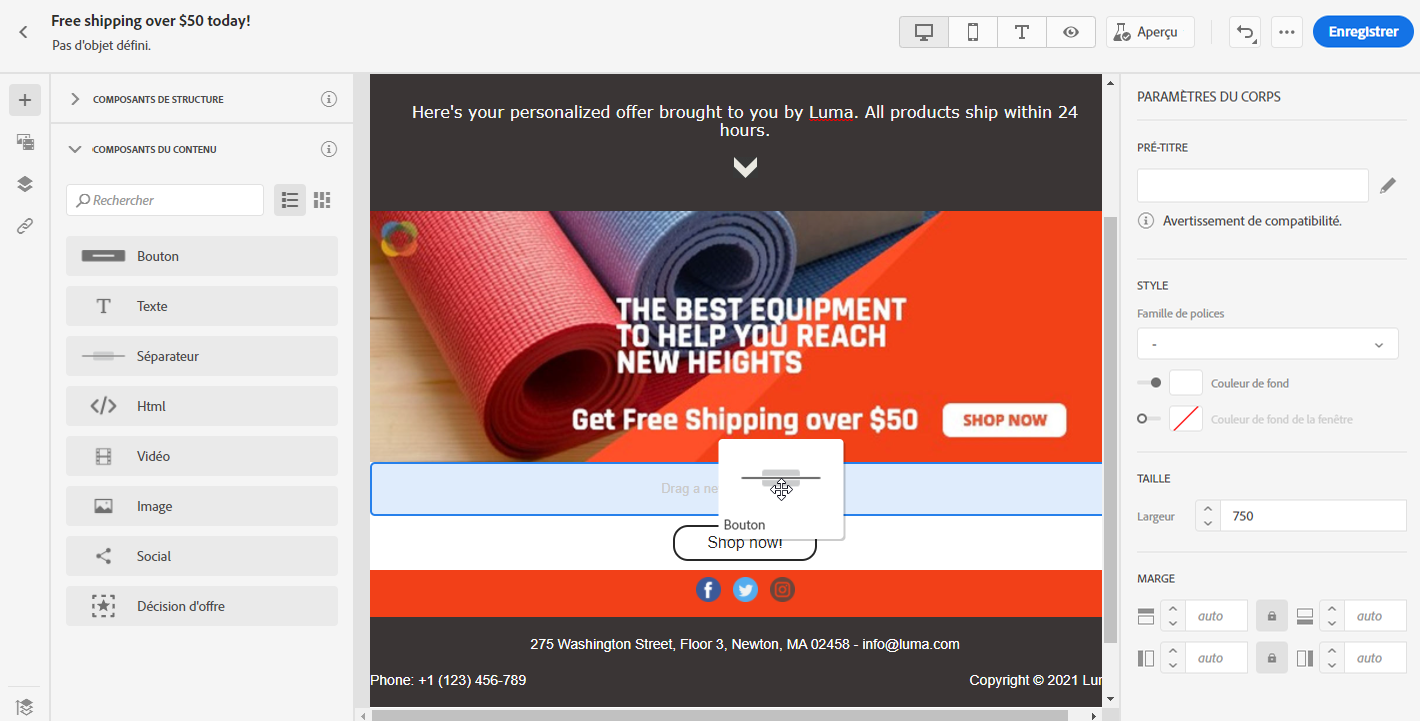 Free shipping over $50 today!
Pas d'objet défini.
Aperçu
Enregistrer
COMPOSANTS DE STRUCTURE
COMPOSANTS DU CONTENU
Rechercher
Bouton
Texte
Séparateur
Html
Vidéo
Image
Social
Décision d'offre
Here's your personalized offer brought to you by Luma. All products ship within 24
hours.
THE BEST EQUIPMENT
TO HELP YOU REACH
NEW HEIGHTS
Get Free Shipping over $50
SHOP NOW
Drag a ne
Bouton
Shop now!
275 Washington Street, Floor 3, Newton, MA 02458 - info@luma.com
Phone: +1 (123) 456-789
Copyright © 2021 Lum
PARAMÈTRES DU CORPS
PRÉ-TITRE
Avertissement de compatibilité.
STYLE
Famille de polices
-
Couleur de fond
Couleur de fond de la fenêtre
TAILLE
Largeur
750
MARGE
auto
auto
auto
auto